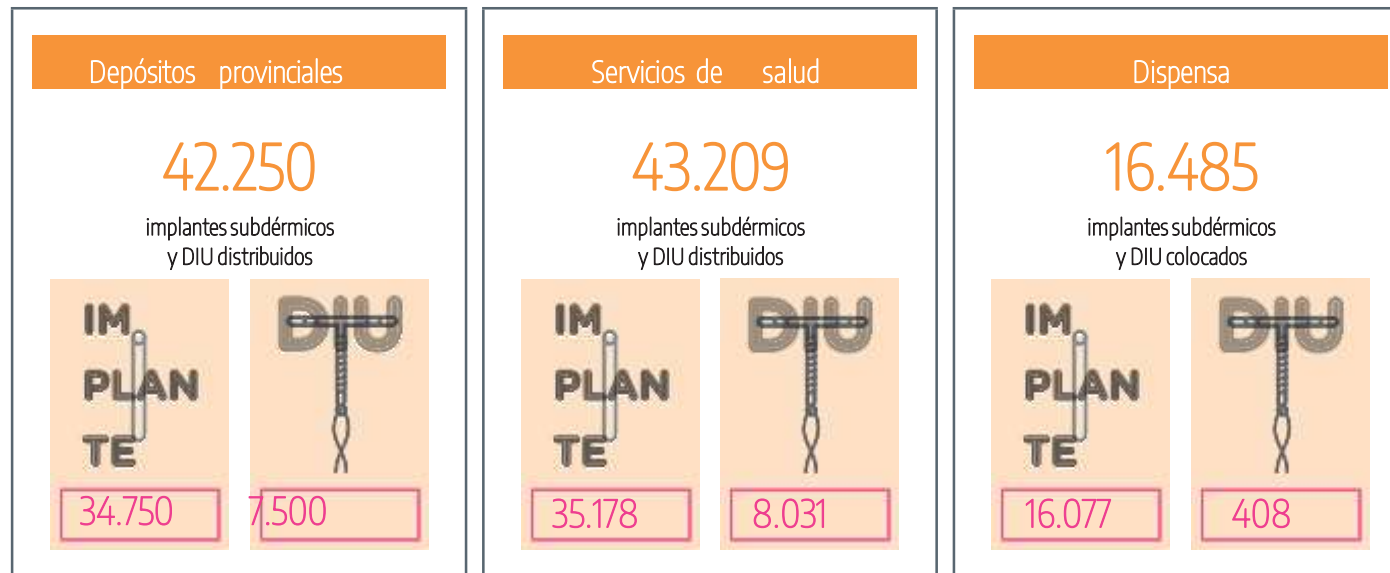 Depósitos provinciales
42.250
implantes subdérmicos
y DIU distribuidos
IM
PLAN
TE
DIU
34.750
7.500
Servicios de salud
43.209
implantes subdérmicos
y DIU distribuidos
IM
PLAN
TE
DIU
35.178
8.031
Dispensa
16.485
implantes subdérmicos
y DIU colocados
IM
PLAN
TE
DIU
16.077
408